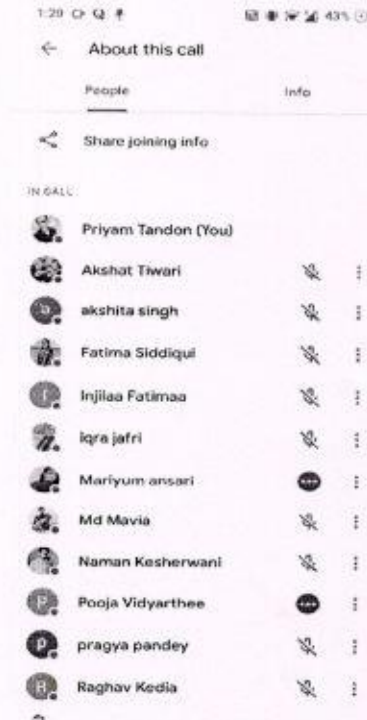 1:29
43%
About this call
People
Info
Share joining info
IN CALL
Priyam Tandon (You)
Akshat Tiwari
a
akshita singh
Fatima Siddiqui
I
Injilaa Fatimaa
iqra jafri
Mariyum ansari
Md Mavia
Naman Kesherwani
P
Pooja Vidyarthee
P
pragya pandey
R
Raghav Kedia